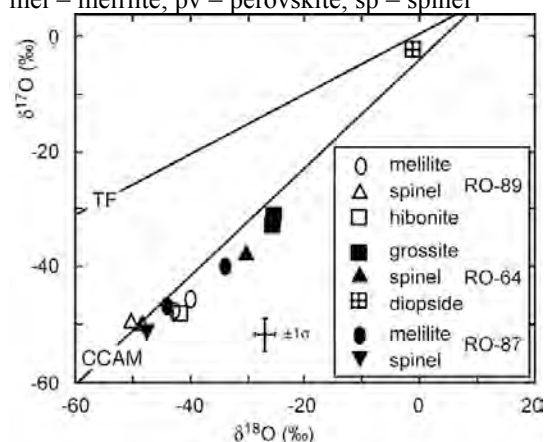 mel – melilite; pv – perovskite; sp – spinel
0
-20
-40
-60
δ¹⁷O (‰)
TF
CCAM
±1σ
melilite
spinel RO-89
hibonite
grossite
spinel RO-64
diopside
melilite RO-87
spinel
-60 -40 -20 0 20
δ¹⁸O (‰)